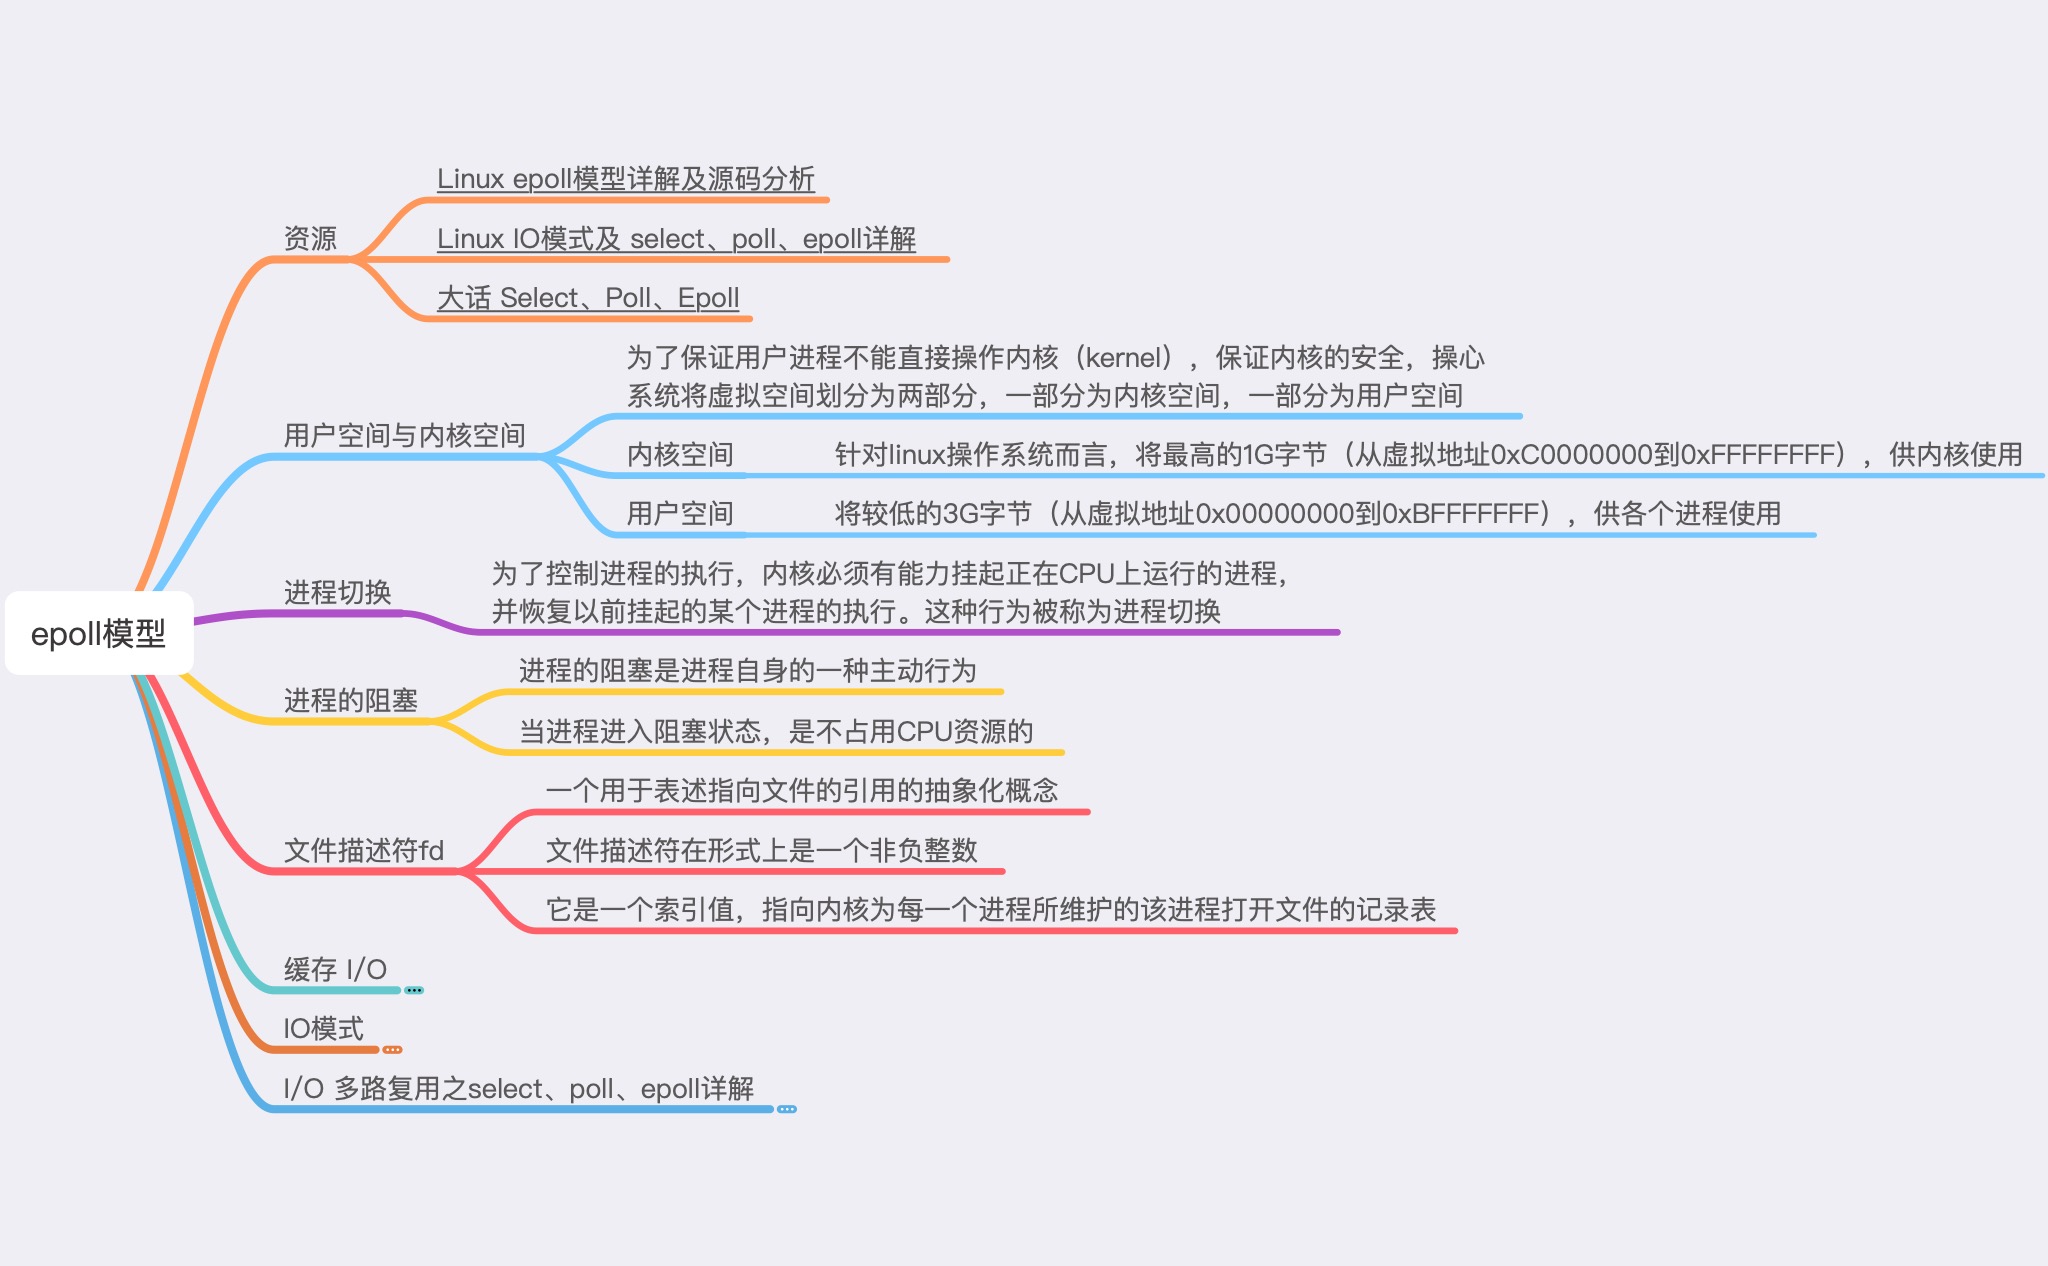 Linux epoll模型详解及源码分析
资源
Linux IO模式及 select、poll、epoll详解
大话 Select、Poll、Epoll
为了保证用户进程不能直接操作内核（kernel），保证内核的安全，操心
系统将虚拟空间划分为两部分，一部分为内核空间，一部分为用户空间
用户空间与内核空间
内核空间
针对linux操作系统而言，将最高的1G字节（从虚拟地址0xC0000000到0xFFFFFFFF），供内核使用
用户空间
将较低的3G字节（从虚拟地址0x00000000到0xBFFFFFFF），供各个进程使用
进程切换
为了控制进程的执行，内核必须有能力挂起正在CPU上运行的进程，
并恢复以前挂起的某个进程的执行。这种行为被称为进程切换
epoll模型
进程的阻塞
进程的阻塞是进程自身的一种主动行为
当进程进入阻塞状态，是不占用CPU资源的
一个用于表述指向文件的引用的抽象化概念
文件描述符fd
文件描述符在形式上是一个非负整数
它是一个索引值，指向内核为每一个进程所维护的该进程打开文件的记录表
缓存 I/O
IO模式
I/O 多路复用之select、poll、epoll详解